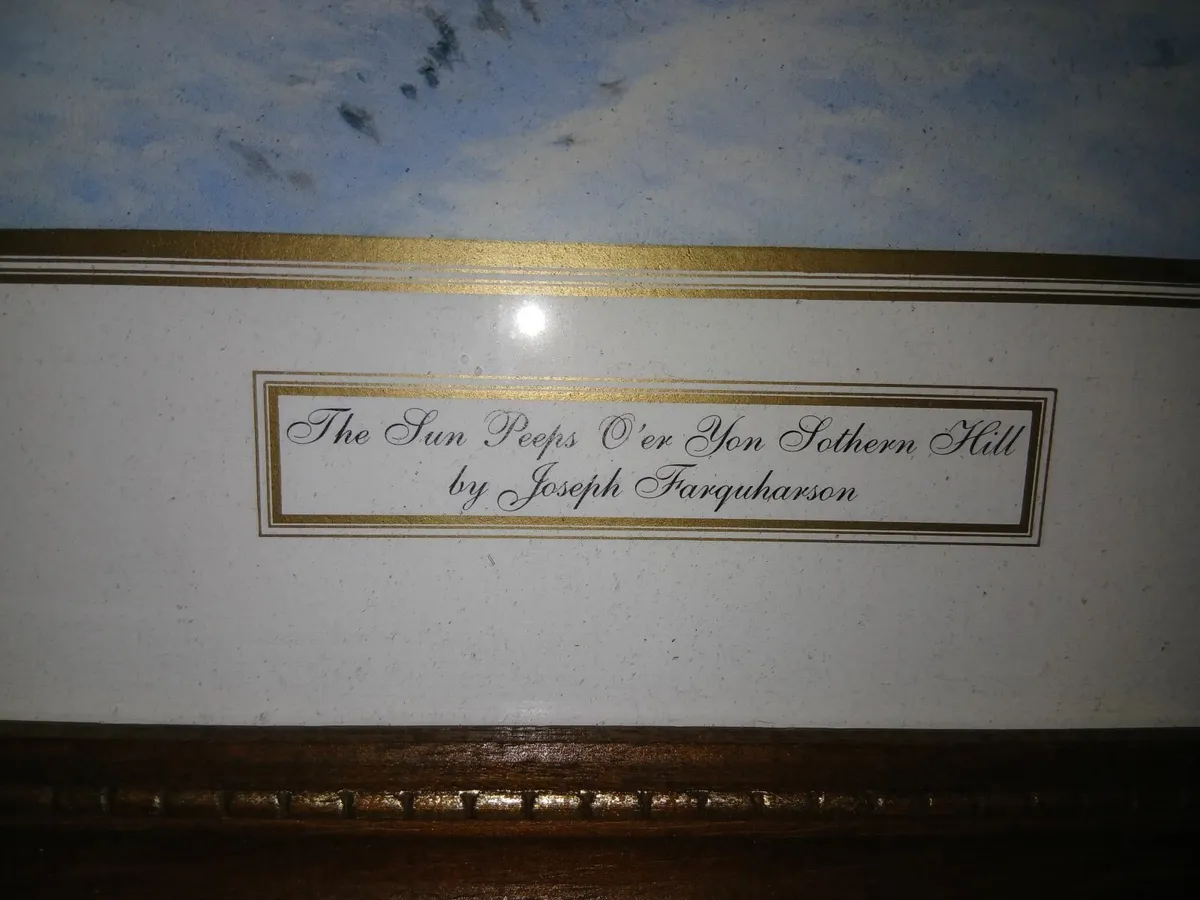 The Sun Peeps O'er Yon Sothern Hill
by Joseph Farquharson